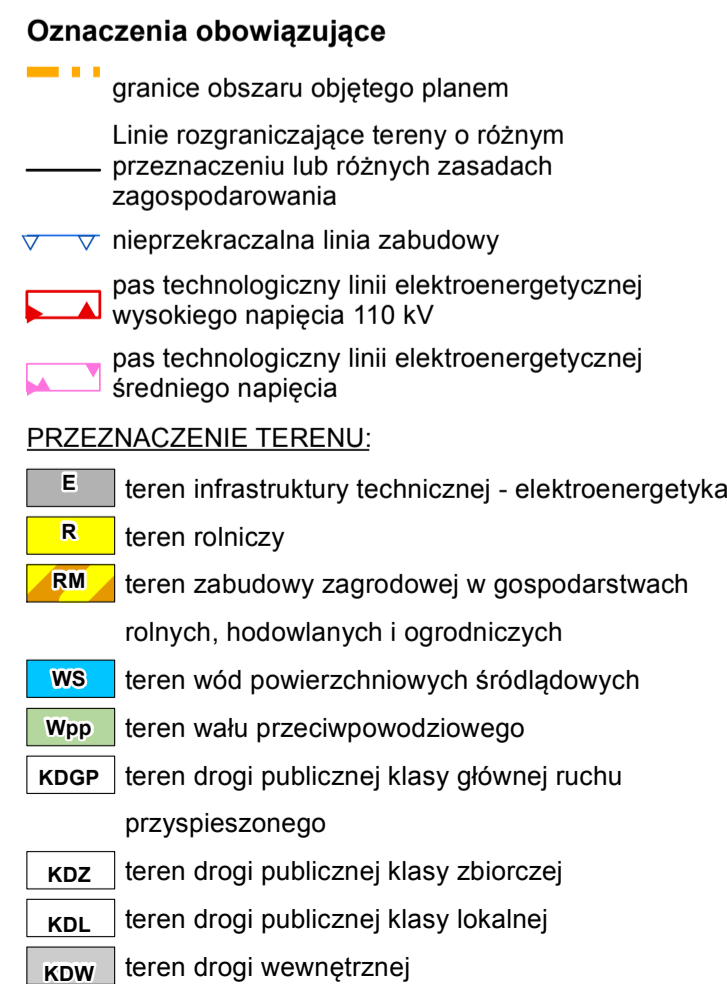 Oznaczenia obowiązujące
granice obszaru objętego planem
Linie rozgraniczające tereny o różnym
przeznaczeniu lub różnych zasadach
zagospodarowania
nieprzekraczalna linia zabudowy
pas technologiczny linii elektroenergetycznej
wysokiego napięcia 110 kV
pas technologiczny linii elektroenergetycznej
średniego napięcia
PRZEZNACZENIE TERENU:
E teren infrastruktury technicznej - elektroenergetyka
R teren rolniczy
RM teren zabudowy zagrodowej w gospodarstwach
rolnych, hodowlanych i ogrodniczych
WS teren wód powierzchniowych śródlądowych
Wpp teren wału przeciwpowodziowego
KDGP teren drogi publicznej klasy głównej ruchu
przyspieszonego
KDZ teren drogi publicznej klasy zbiorczej
KDL teren drogi publicznej klasy lokalnej
KDW teren drogi wewnętrznej